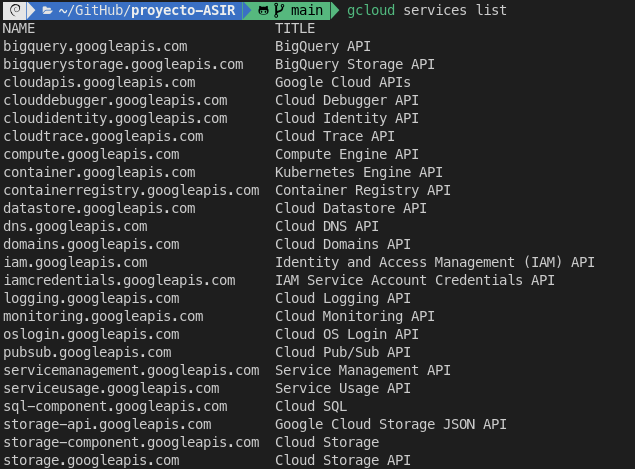 ~/GitHub/proyecto-ASIR main gcloud services list
NAME TITLE
bigquery.googleapis.com BigQuery API
bigquerystorage.googleapis.com BigQuery Storage API
cloudapis.googleapis.com Google Cloud APIs
clouddebugger.googleapis.com Cloud Debugger API
cloudidentity.googleapis.com Cloud Identity API
cloudtrace.googleapis.com Cloud Trace API
compute.googleapis.com Compute Engine API
container.googleapis.com Kubernetes Engine API
containerregistry.googleapis.com Container Registry API
datastore.googleapis.com Cloud Datastore API
dns.googleapis.com Cloud DNS API
domains.googleapis.com Cloud Domains API
iam.googleapis.com Identity and Access Management (IAM) API
iamcredentials.googleapis.com IAM Service Account Credentials API
logging.googleapis.com Cloud Logging API
monitoring.googleapis.com Cloud Monitoring API
oslogin.googleapis.com Cloud OS Login API
pubsub.googleapis.com Cloud Pub/Sub API
servicemanagement.googleapis.com Service Management API
serviceusage.googleapis.com Service Usage API
sql-component.googleapis.com Cloud SQL
storage-api.googleapis.com Google Cloud Storage JSON API
storage-component.googleapis.com Cloud Storage
storage.googleapis.com Cloud Storage API